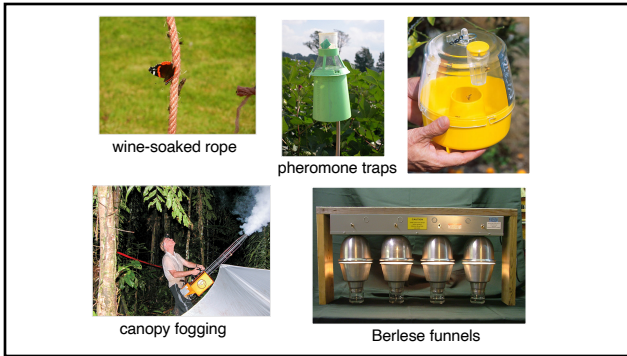 wine-soaked rope
pheromone traps
canopy fogging
Berlese funnels